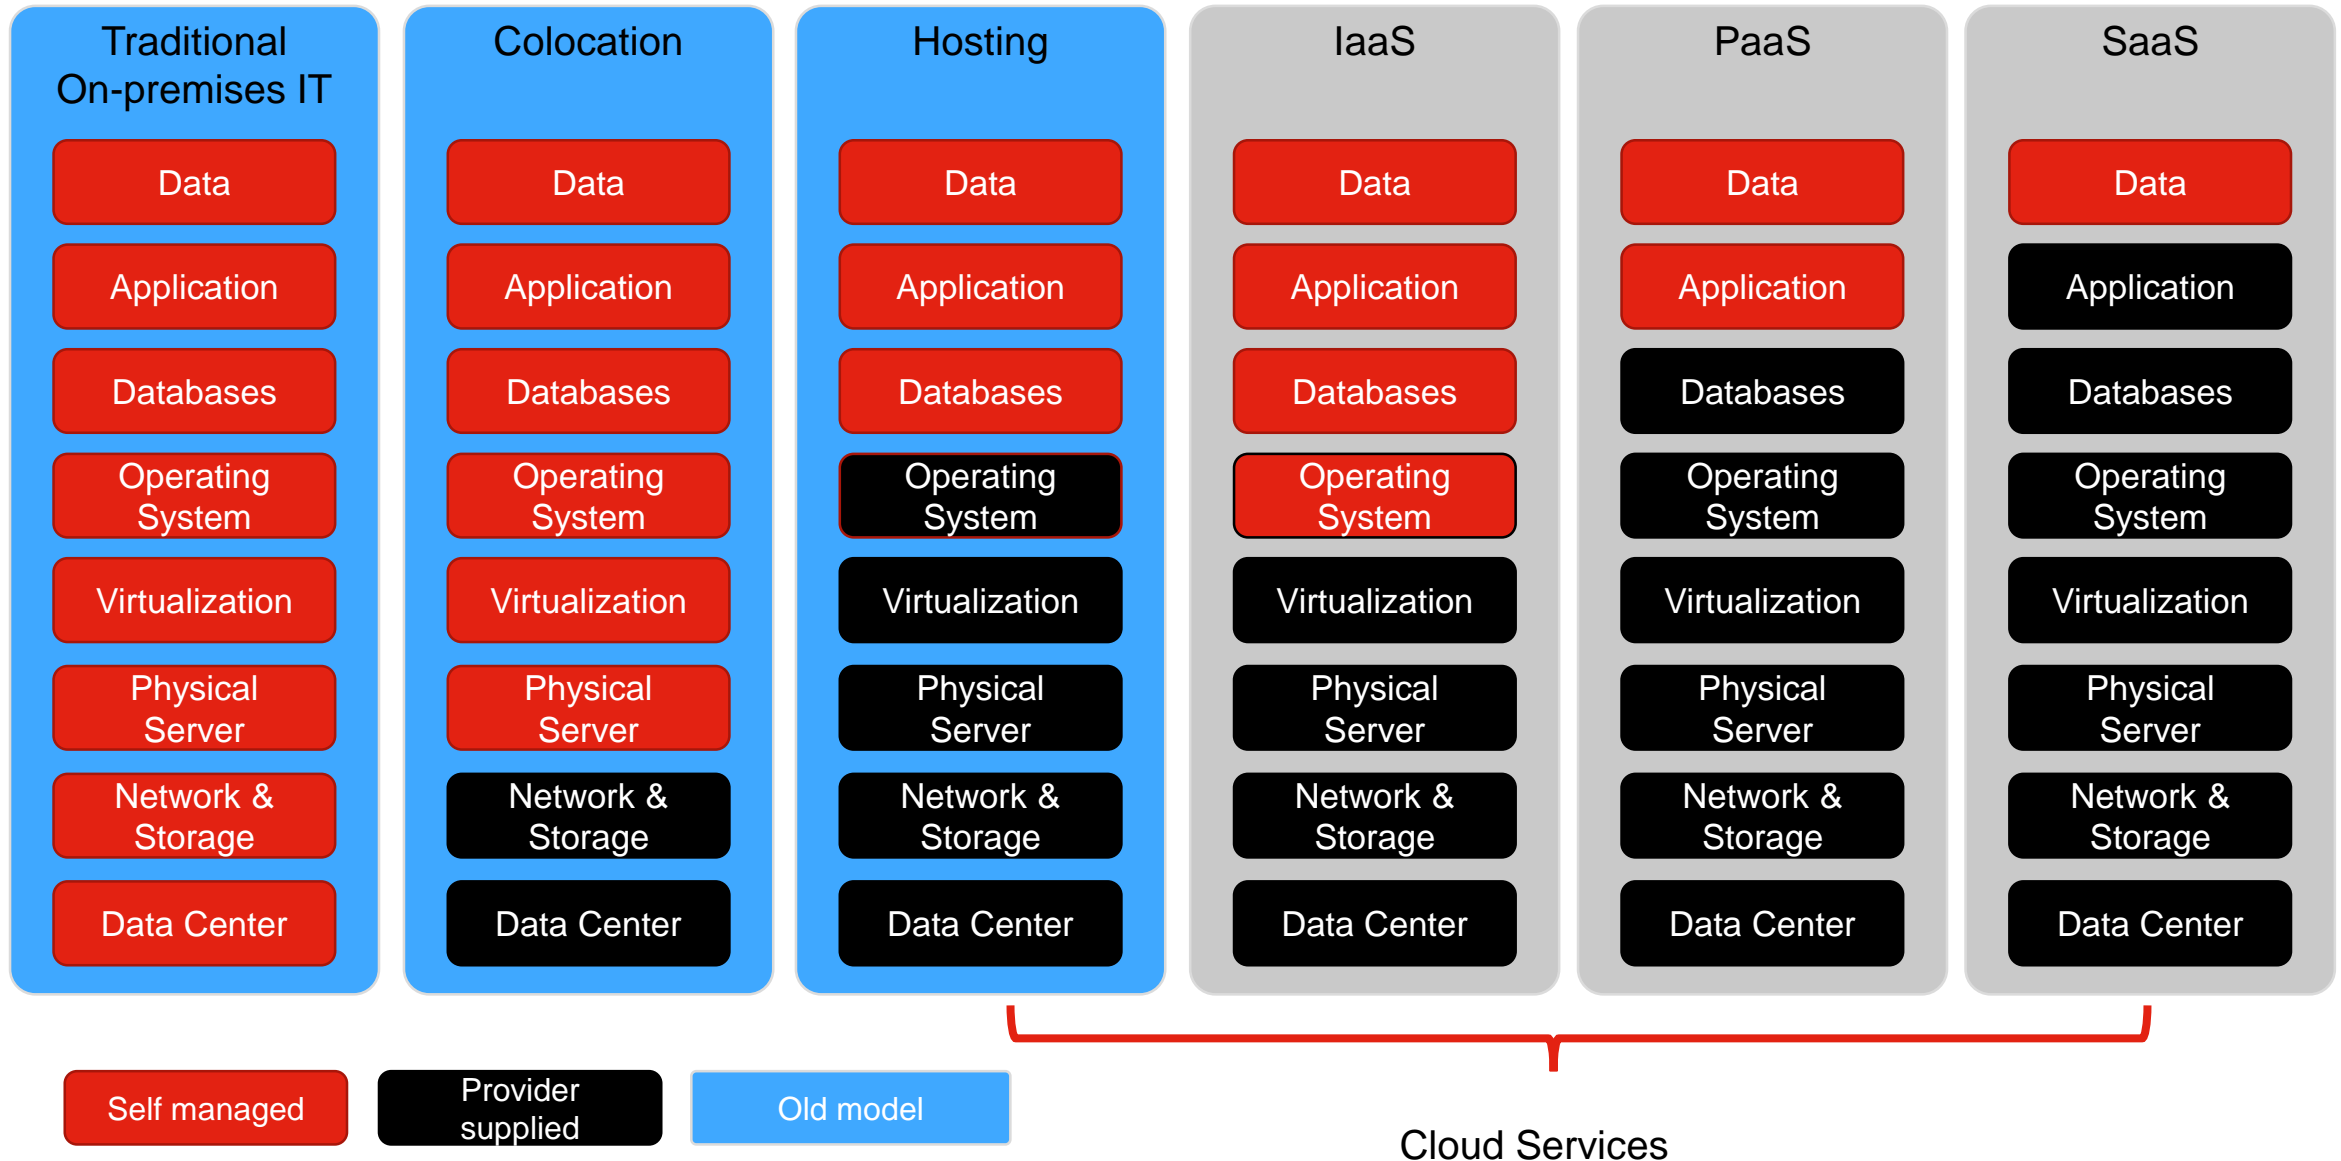 Traditional
On-premises IT
Data
Application
Databases
Operating
System
Virtualization
Physical
Server
Network &
Storage
Data Center
Colocation
Data
Application
Databases
Operating
System
Virtualization
Physical
Server
Network &
Storage
Data Center
Hosting
Data
Application
Databases
Operating
System
Virtualization
Physical
Server
Network &
Storage
Data Center
IaaS
Data
Application
Databases
Operating
System
Virtualization
Physical
Server
Network &
Storage
Data Center
PaaS
Data
Application
Databases
Operating
System
Virtualization
Physical
Server
Network &
Storage
Data Center
SaaS
Data
Application
Databases
Operating
System
Virtualization
Physical
Server
Network &
Storage
Data Center
Self managed
Provider
supplied
Old model
Cloud Services